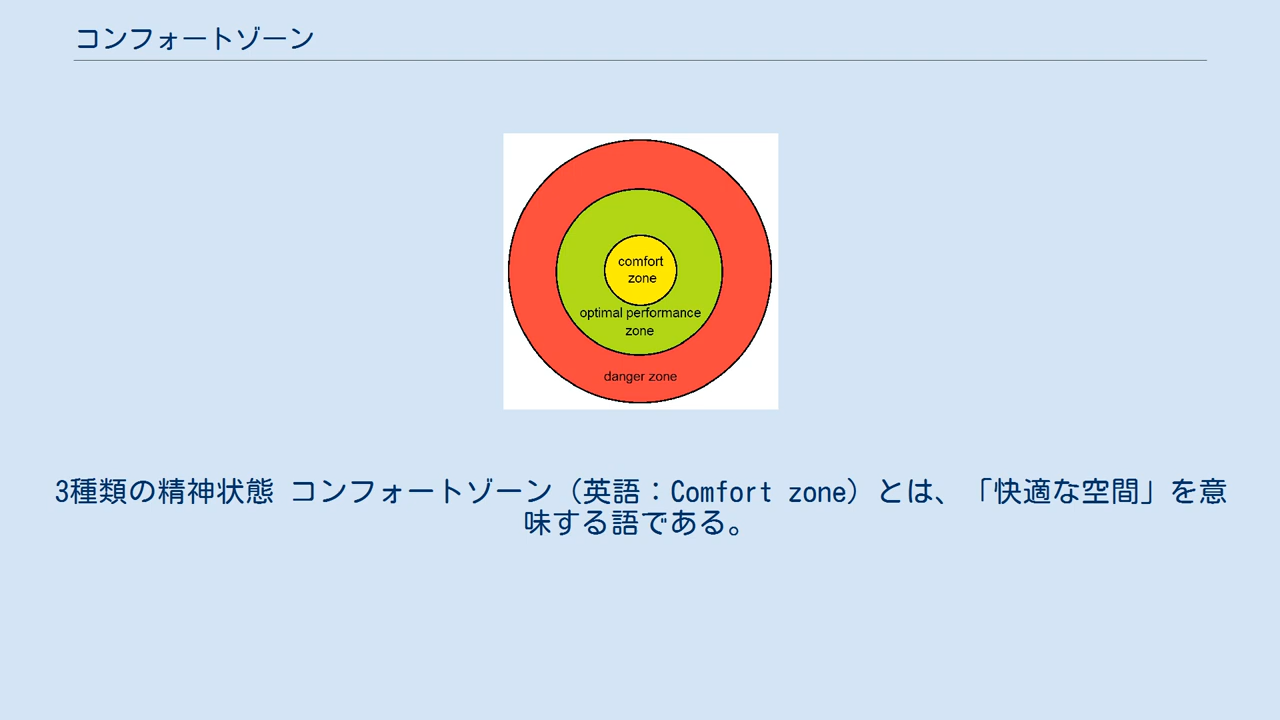 コンフォートゾーン
comfort
zone
optimal performance
zone
danger zone
3種類の精神状態 コンフォートゾーン（英語：Comfort zone）とは、「快適な空間」を意
味する語である。